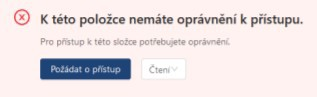 K této položce nemáte oprávnění k přístupu.
Pro přístup k této složce potřebujete oprávnění.
Požádat o přístup Čtení